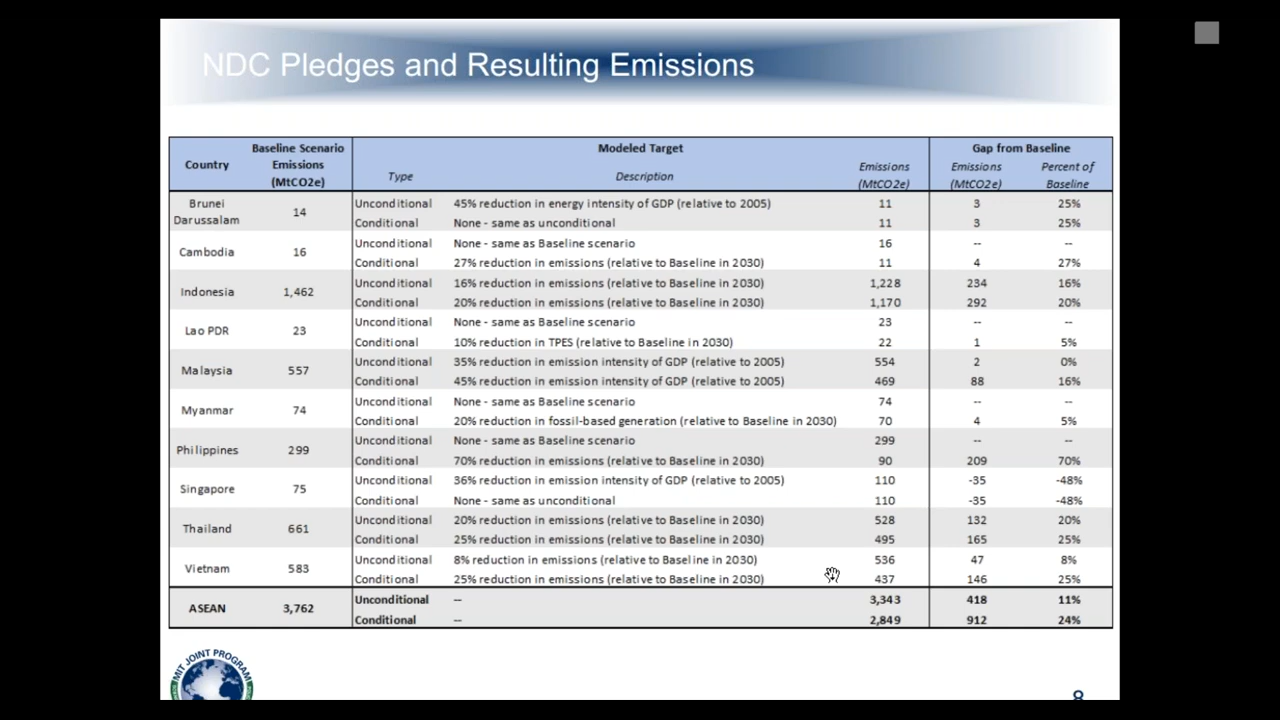 NDC Pledges and Resulting Emissions
Country Baseline Scenario Emissions (MtCO2e) Modeled Target Gap from Baseline
Type Description Emissions (MtCO2e) Emissions (MtCO2e) Percent of Baseline
Brunei Darussalam 14 Unconditional 45% reduction in energy intensity of GDP (relative to 2005) 11 3 25%
Conditional None - same as unconditional 11 3 25%
Cambodia 16 Unconditional None - same as Baseline scenario 16 -- --
Conditional 27% reduction in emissions (relative to Baseline in 2030) 11 4 27%
Indonesia 1,462 Unconditional 16% reduction in emissions (relative to Baseline in 2030) 1,228 234 16%
Conditional 20% reduction in emissions (relative to Baseline in 2030) 1,170 292 20%
Lao PDR 23 Unconditional None - same as Baseline scenario 23 -- --
Conditional 10% reduction in TPES (relative to Baseline in 2030) 22 1 5%
Malaysia 557 Unconditional 35% reduction in emission intensity of GDP (relative to 2005) 554 2 0%
Conditional 45% reduction in emission intensity of GDP (relative to 2005) 469 88 16%
Myanmar 74 Unconditional None - same as Baseline scenario 74 -- --
Conditional 20% reduction in fossil-based generation (relative to Baseline in 2030) 70 4 5%
Philippines 299 Unconditional None - same as Baseline scenario 299 -- --
Conditional 70% reduction in emissions (relative to Baseline in 2030) 90 209 70%
Singapore 75 Unconditional 36% reduction in emission intensity of GDP (relative to 2005) 110 -35 -48%
Conditional None - same as unconditional 110 -35 -48%
Thailand 661 Unconditional 20% reduction in emissions (relative to Baseline in 2030) 528 132 20%
Conditional 25% reduction in emissions (relative to Baseline in 2030) 495 165 25%
Vietnam 583 Unconditional 8% reduction in emissions (relative to Baseline in 2030) 536 47 8%
Conditional 25% reduction in emissions (relative to Baseline in 2030) 437 146 25%
ASEAN 3,762 Unconditional -- 3,343 418 11%
Conditional -- 2,849 912 24%
MIT JOINT PROGRAM
8